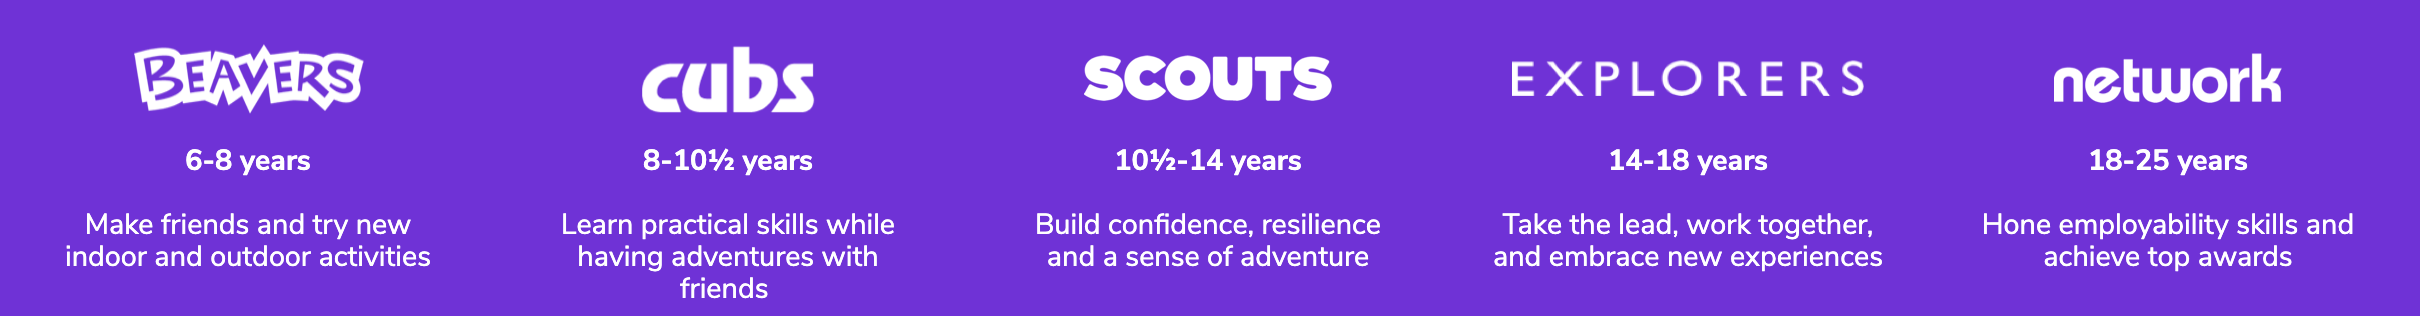 BEAVERS
6-8 years
Make friends and try new
indoor and outdoor activities
cubs
8-10½ years
Learn practical skills while
having adventures with
friends
SCOUTS
10½-14 years
Build confidence, resilience
and a sense of adventure
EXPLORERS
14-18 years
Take the lead, work together,
and embrace new experiences
network
18-25 years
Hone employability skills and
achieve top awards